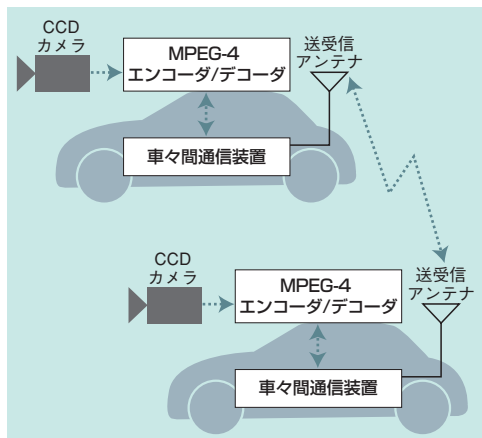 CCD
カメラ
MPEG-4
エンコーダ/デコーダ
送受信
アンテナ
車々間通信装置
CCD
カメラ
MPEG-4
エンコーダ/デコーダ
送受信
アンテナ
車々間通信装置